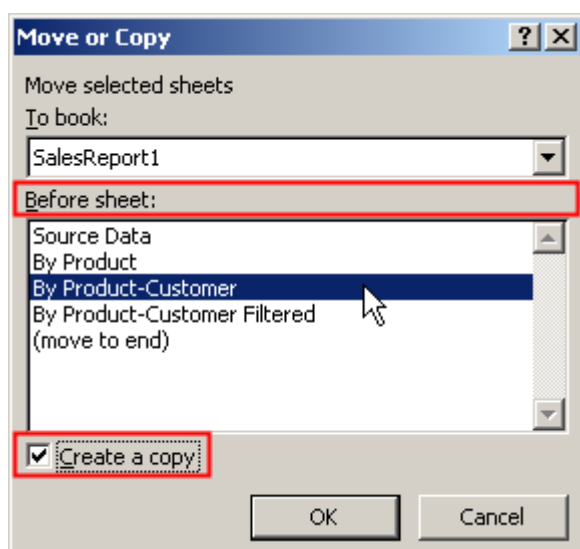 Move or Copy
Move selected sheets
To book:
SalesReport1
Before sheet:
Source Data
By Product
By Product-Customer
By Product-Customer Filtered
(move to end)
Create a copy
OK Cancel